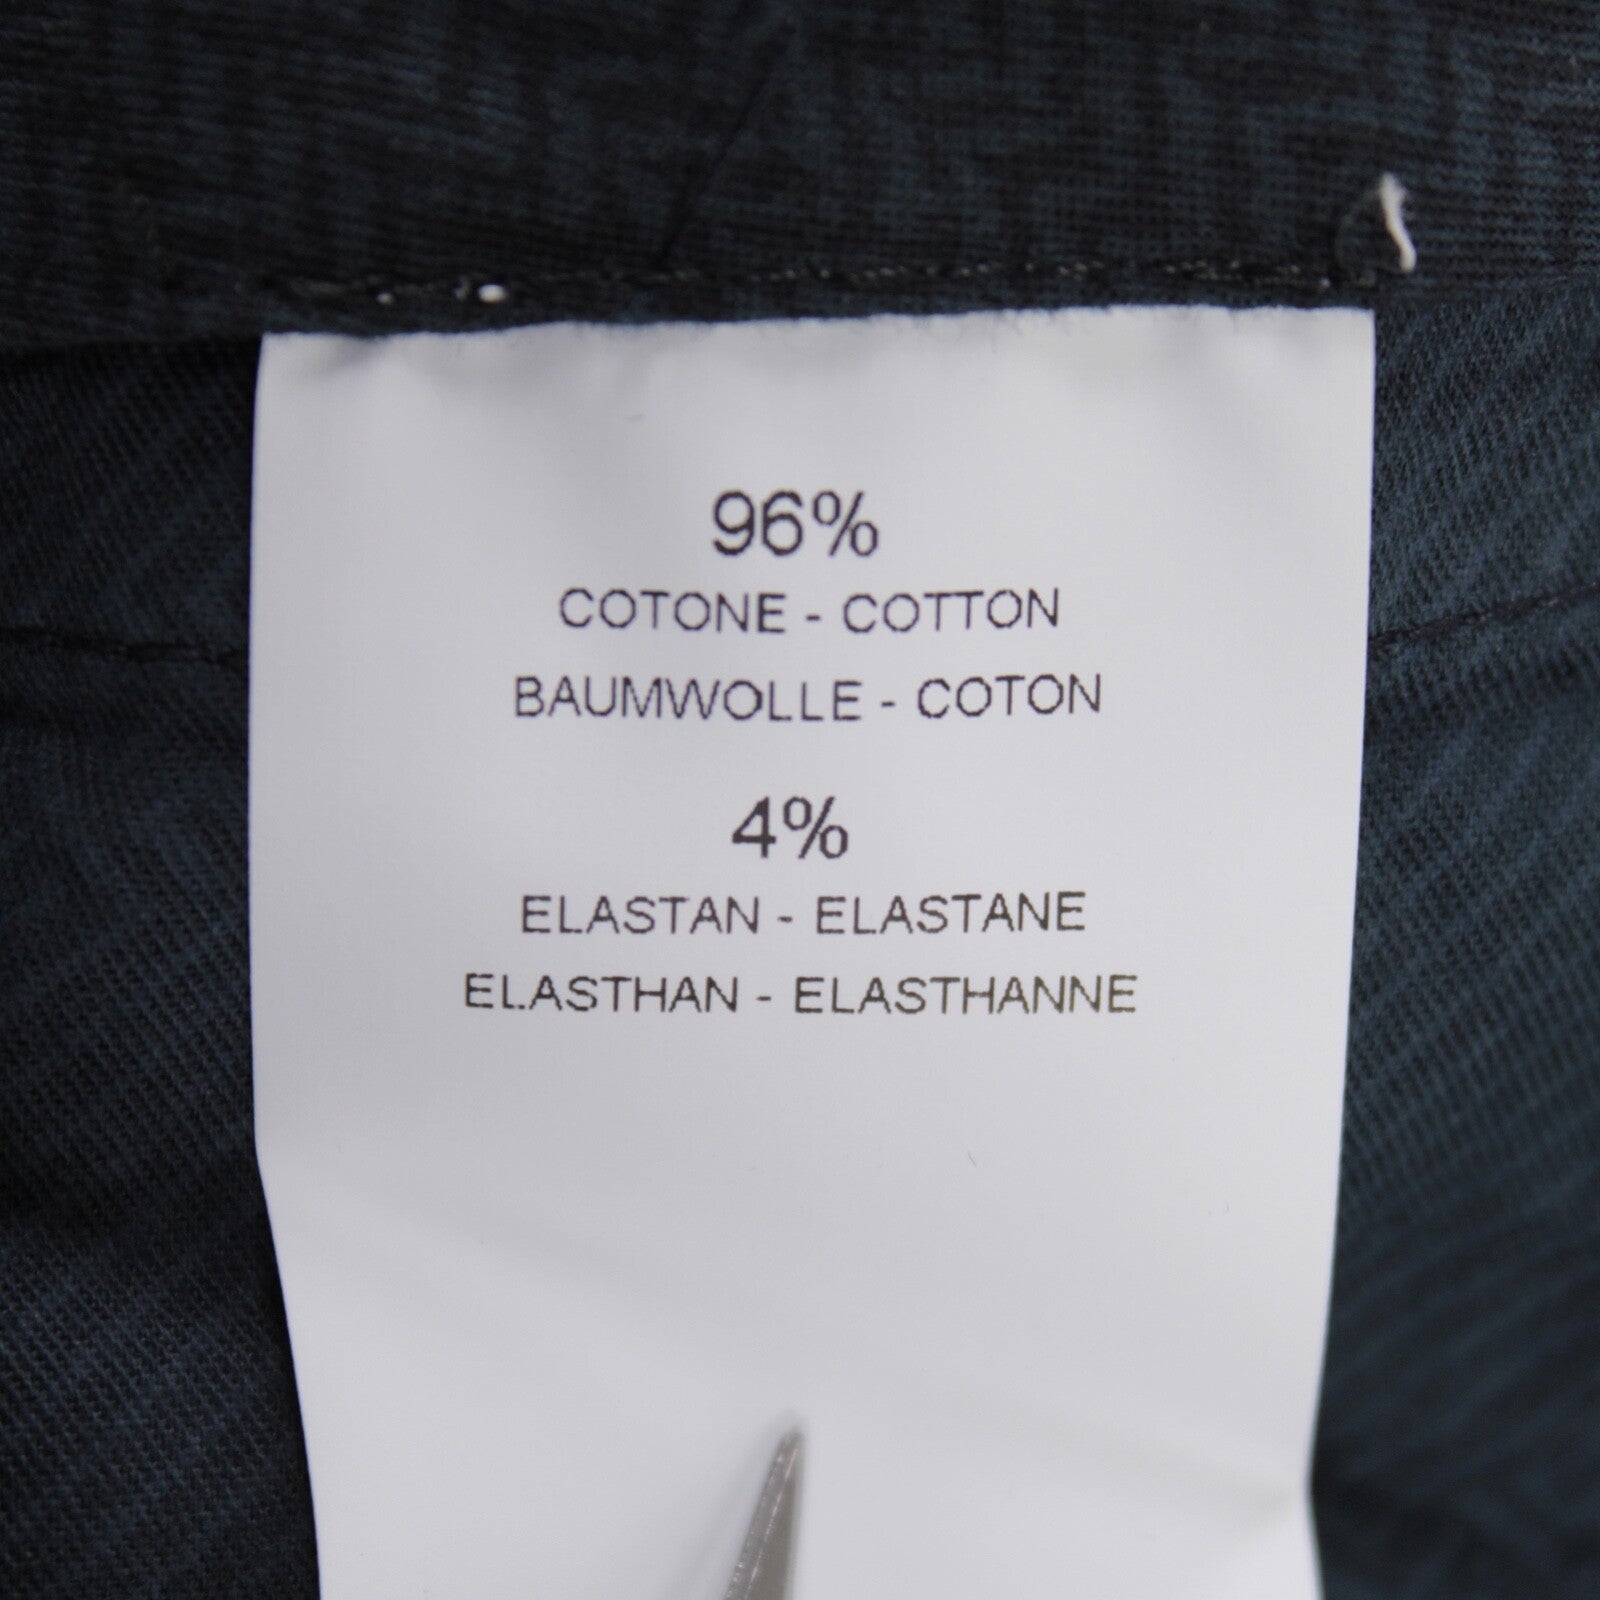 96%
COTONE - COTTON
BAUMWOLLE - COTON
4%
ELASTAN - ELASTANE
ELASTHAN - ELASTHANNE